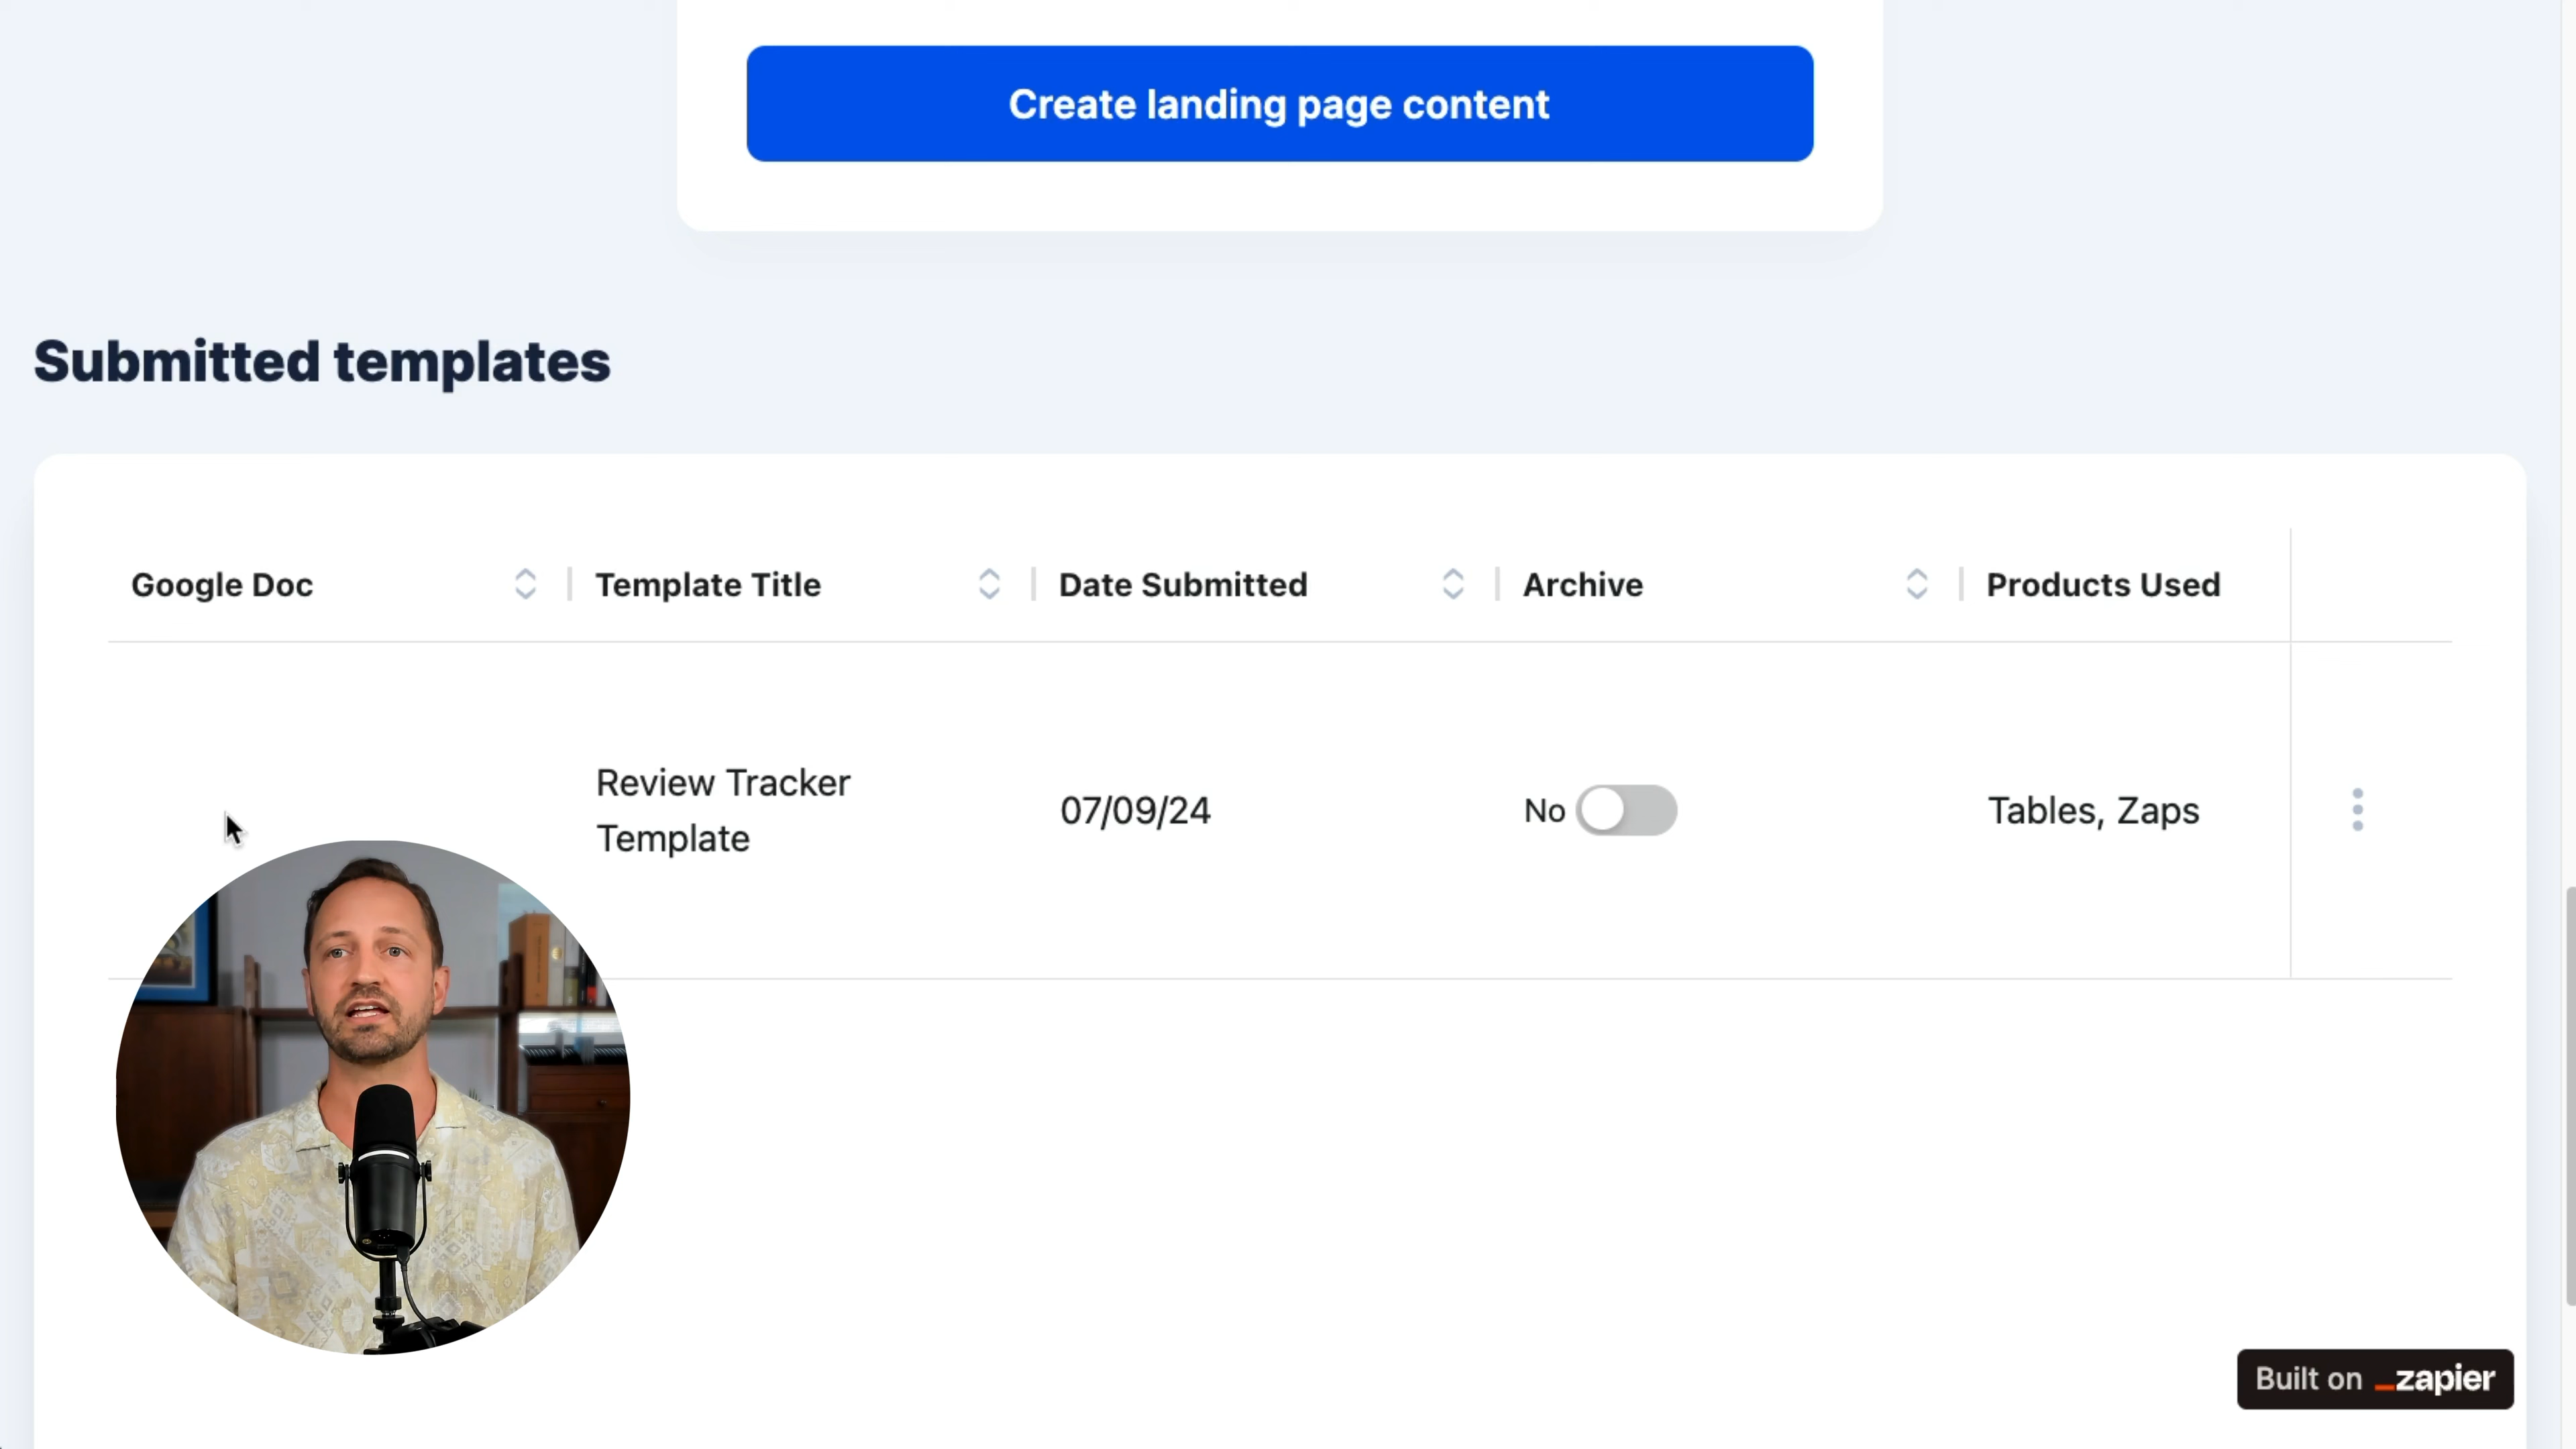 Create landing page content
Submitted templates
Google Doc
Template Title
Date Submitted
Archive
Products Used
Review Tracker
Template
07/09/24
No
Tables, Zaps
Built on _zapier